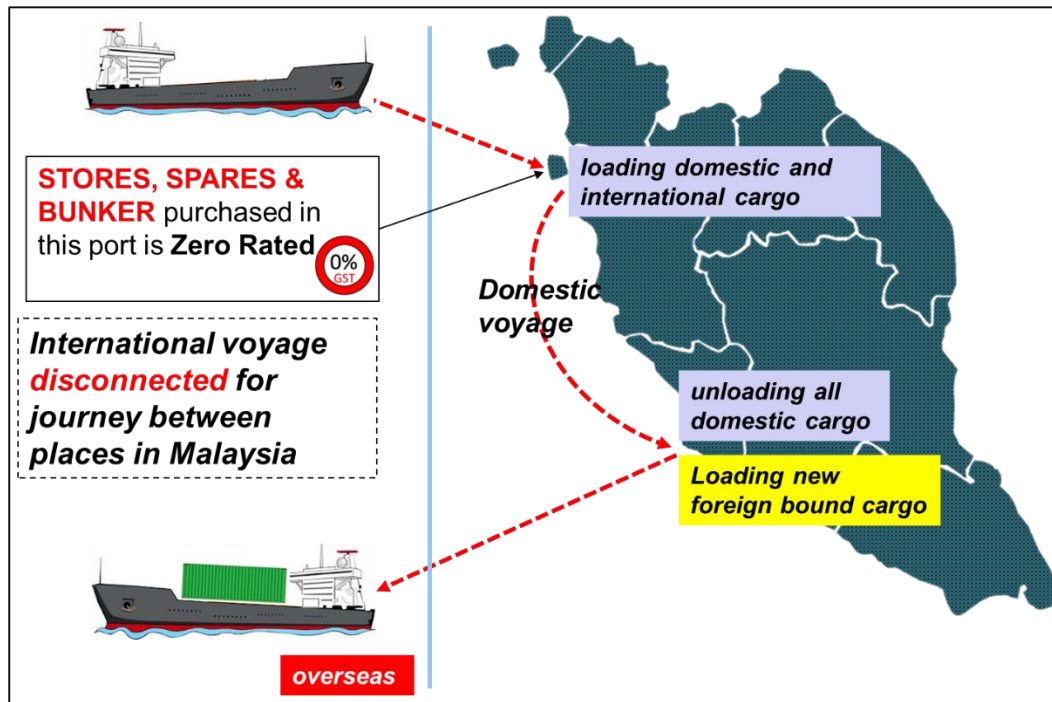 STORES, SPARES &
BUNKER purchased in
this port is Zero Rated
0%
GST
loading domestic and
international cargo
Domestic
voyage
International voyage
disconnected for
journey between
places in Malaysia
unloading all
domestic cargo
Loading new
foreign bound cargo
overseas